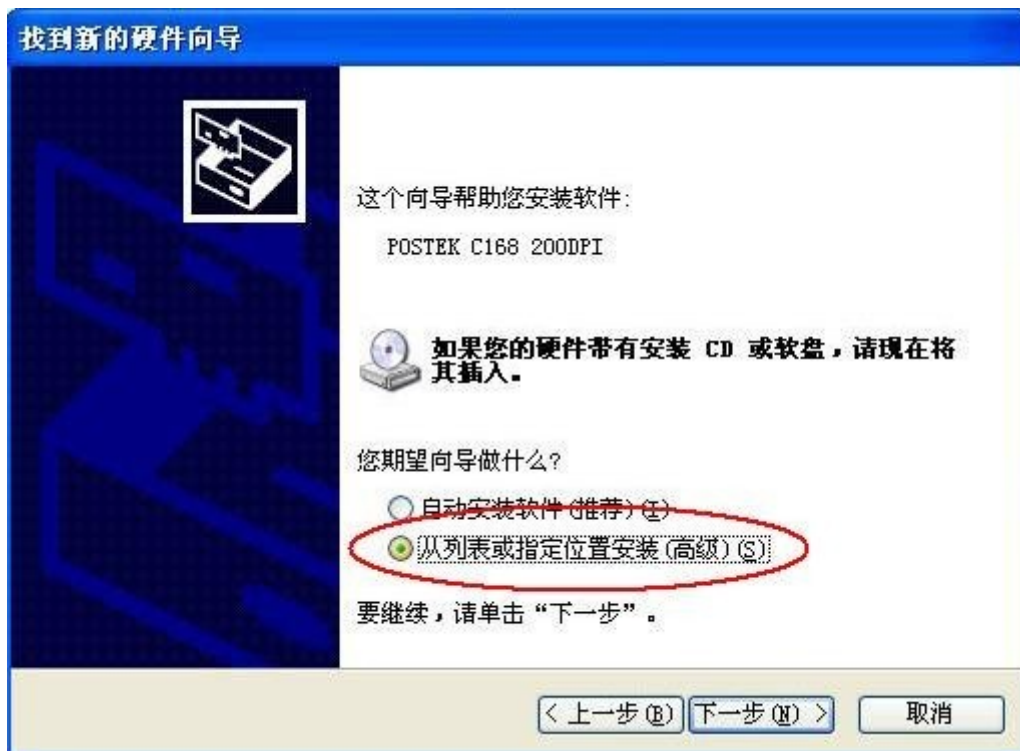 找到新的硬件向导
这个向导帮助您安装软件:
POSTEK C168 200DPI
如果您的硬件带有安装 CD 或软盘，请现在将
其插入。
您期望向导做什么?
自动安装软件(推荐)(I)
从列表或指定位置安装(高级)(S)
要继续，请单击“下一步”。
< 上一步(B) 下一步(N) > 取消